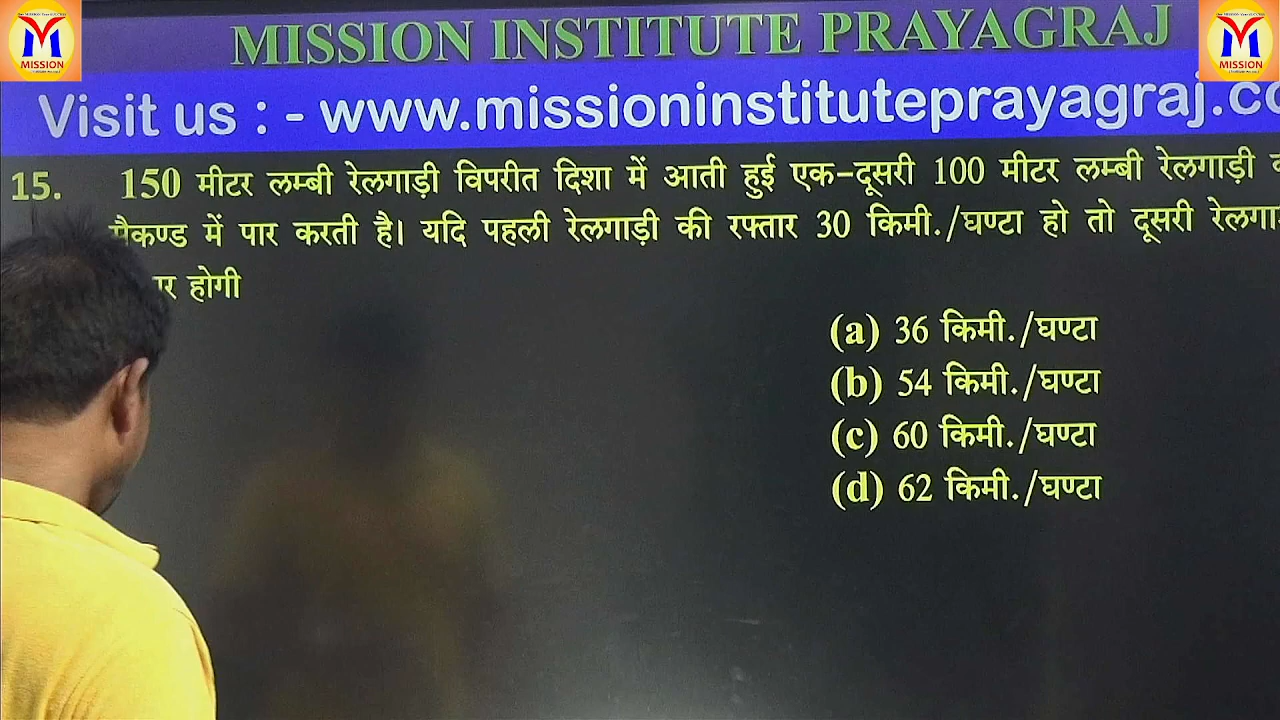 MISSION INSTITUTE PRAYAGRAJ
Visit us : - www.missioninstituteprayagraj.co
15. 150 मीटर लम्बी रेलगाड़ी विपरीत दिशा में आती हुई एक-दूसरी 100 मीटर लम्बी रेलगाड़ी
सैकण्ड में पार करती है। यदि पहली रेलगाड़ी की रफ्तार 30 किमी./घण्टा हो तो दूसरी रेलगा
होगी
(a) 36 किमी./घण्टा
(b) 54 किमी./घण्टा
(c) 60 किमी./घण्टा
(d) 62 किमी./घण्टा
MISSION
MISSION